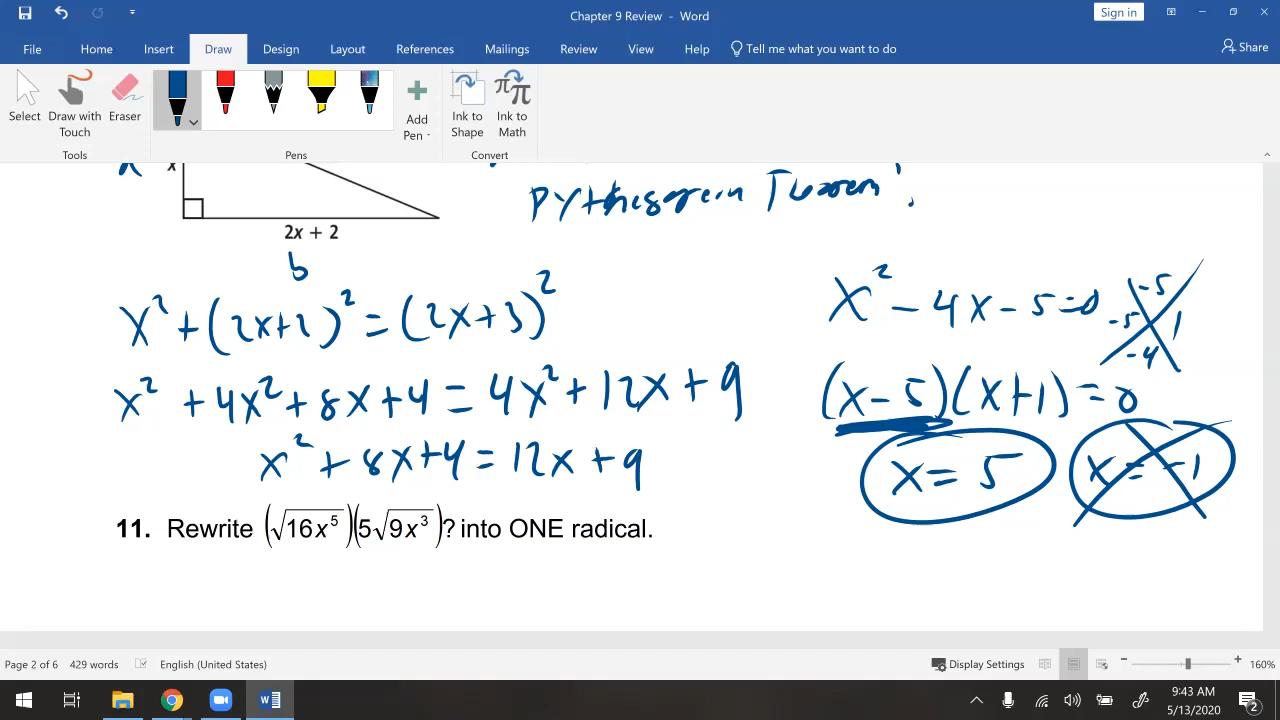 Chapter 9 Review - Word
Sign in
File Home Insert Draw Design Layout References Mailings Review View Help Tell me what you want to do Share
Select Draw with Touch Eraser Add Pen Ink to Shape Ink to Math
Tools Pens Convert
x
2x + 2
b
Pythagorem Theorem
x² + (2x+2)² = (2x+3)²
x² + 4x² + 8x + 4 = 4x² + 12x + 9
x² + 8x + 4 = 12x + 9
x² - 4x - 5 = 0
-5
-5 1
-4
(x - 5)(x + 1) = 0
x = 5 x = -1
11. Rewrite (√16x⁵)(5√9x³)? into ONE radical.
Page 2 of 6 429 words English (United States) Display Settings 160%
9:43 AM
5/13/2020
2